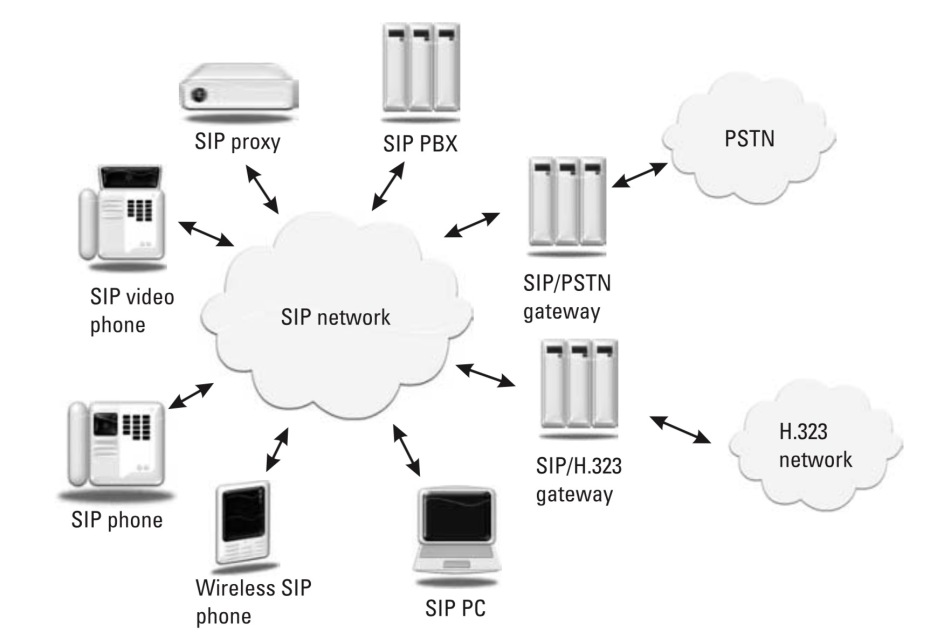 SIP proxy
SIP PBX
PSTN
SIP video
phone
SIP network
SIP/PSTN
gateway
SIP phone
SIP/H.323
gateway
H.323
network
Wireless SIP
phone
SIP PC